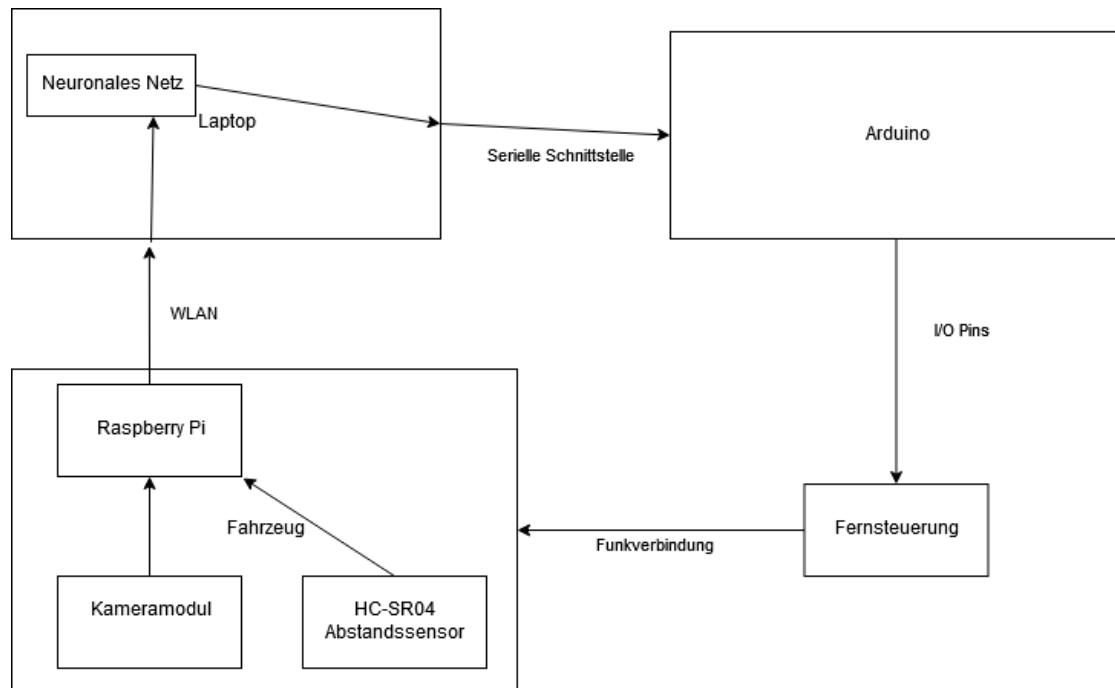 Neuronales Netz
Laptop
Serielle Schnittstelle
Arduino
WLAN
I/O Pins
Raspberry Pi
Fahrzeug
Funkverbindung
Fernsteuerung
Kameramodul
HC-SR04
Abstandssensor